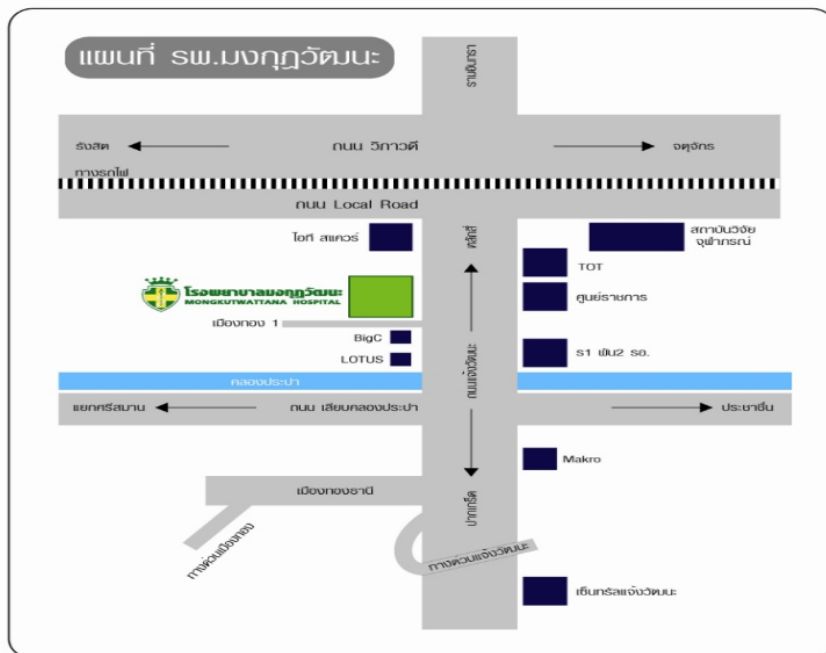 แผนที่ รพ.มงกุฎวัฒนะ
รามอินทรา
รังสิต
ถนน วิภาวดี
จตุจักร
ทางรถไฟ
ถนน Local Road
ไอที สแควร์
หลักสี่
สถาบันวิจัย
จุฬาภรณ์
TOT
โรงพยาบาลมงกุฎวัฒนะ
MONGKUTWATTANA HOSPITAL
ศูนย์ราชการ
เมืองทอง 1
BigC
LOTUS
ถนนแจ้งวัฒนะ
ร1 พัน2 รอ.
คลองประปา
แยกศรีสมาน
ถนน เลียบคลองประปา
ประชาชื่น
Makro
เมืองทองธานี
ปากเกร็ด
ทางด่วนเมืองทอง
ทางด่วนแจ้งวัฒนะ
เซ็นทรัลแจ้งวัฒนะ